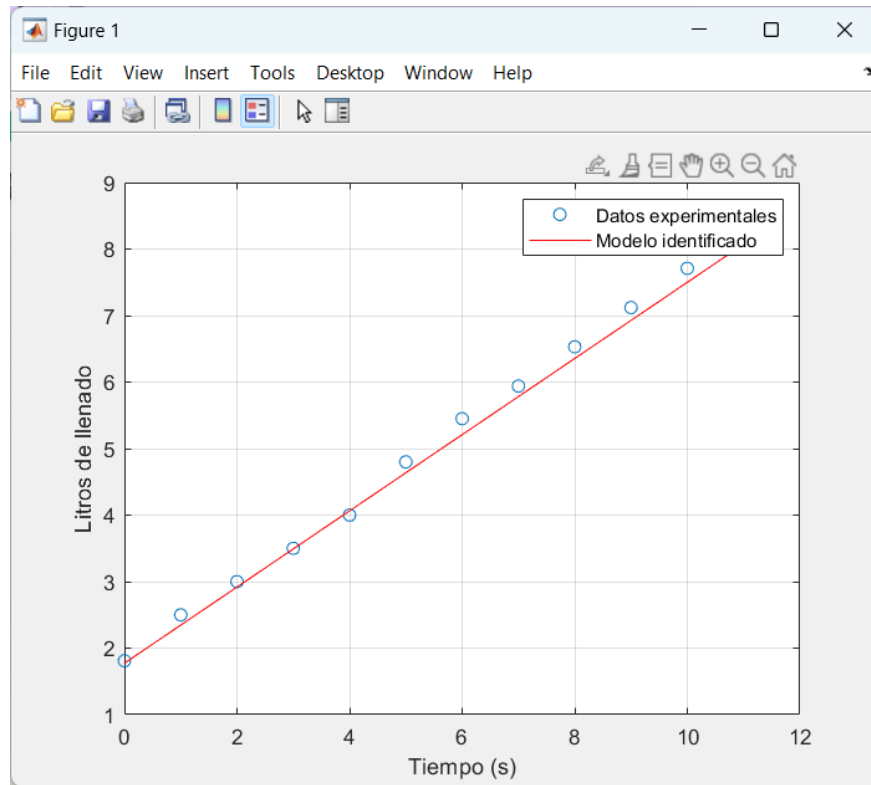 Figure 1
File Edit View Insert Tools Desktop Window Help
9
8
7
6
5
4
3
2
1
Litros de llenado
Datos experimentales
Modelo identificado
0 2 4 6 8 10 12
Tiempo (s)